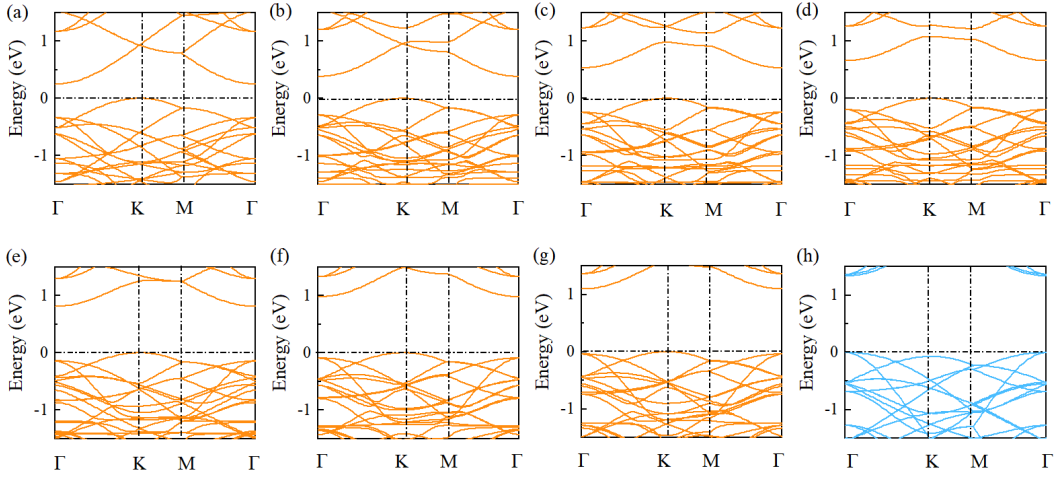 (a) (b) (c) (d)
Energy (eV) Energy (eV) Energy (eV) Energy (eV)
1 1 1 1
0 0 0 0
-1 -1 -1 -1
Γ K M Γ Γ K M Γ Γ K M Γ Γ K M Γ
(e) (f) (g) (h)
Energy (eV) Energy (eV) Energy (eV) Energy (eV)
1 1 1 1
0 0 0 0
-1 -1 -1 -1
Γ K M Γ Γ K M Γ Γ K M Γ Γ K M Γ